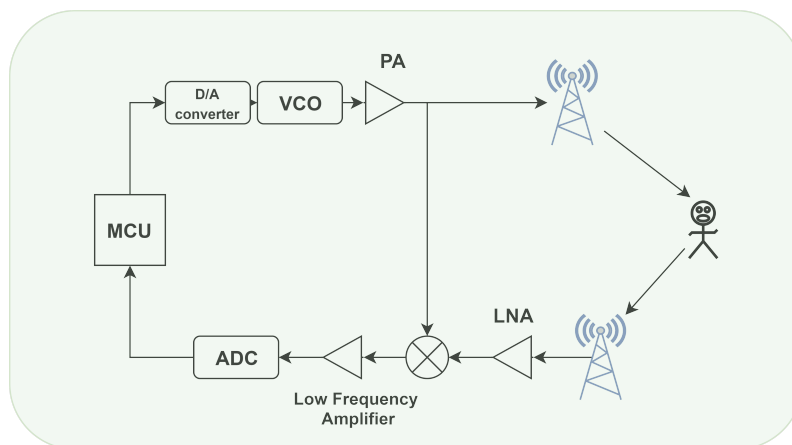 PA
D/A
converter
VCO
MCU
LNA
ADC
Low Frequency
Amplifier